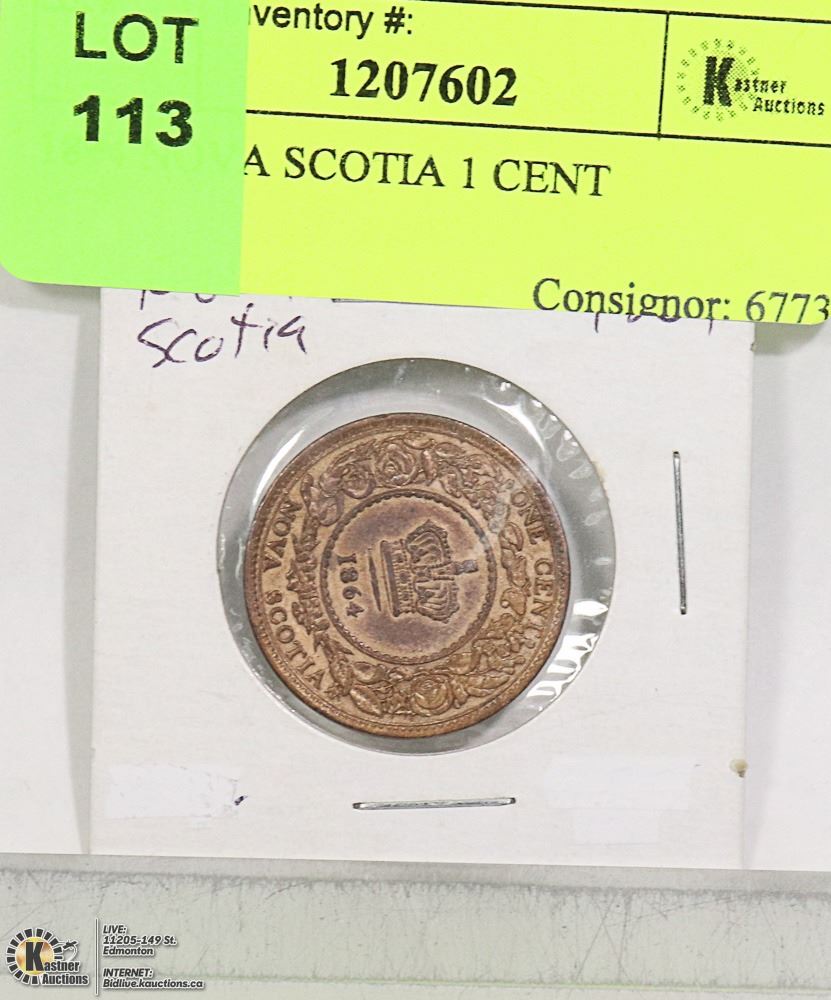 LOT
113
ventory #:
1207602
Kastner
Auctions
A SCOTIA 1 CENT
Consignor: 6773
Scotia
ONE CENT
NOVA SCOTIA
1864
Kastner
Auctions
LIVE:
11205-149 St.
Edmonton
INTERNET:
Bidlive.kauctions.ca